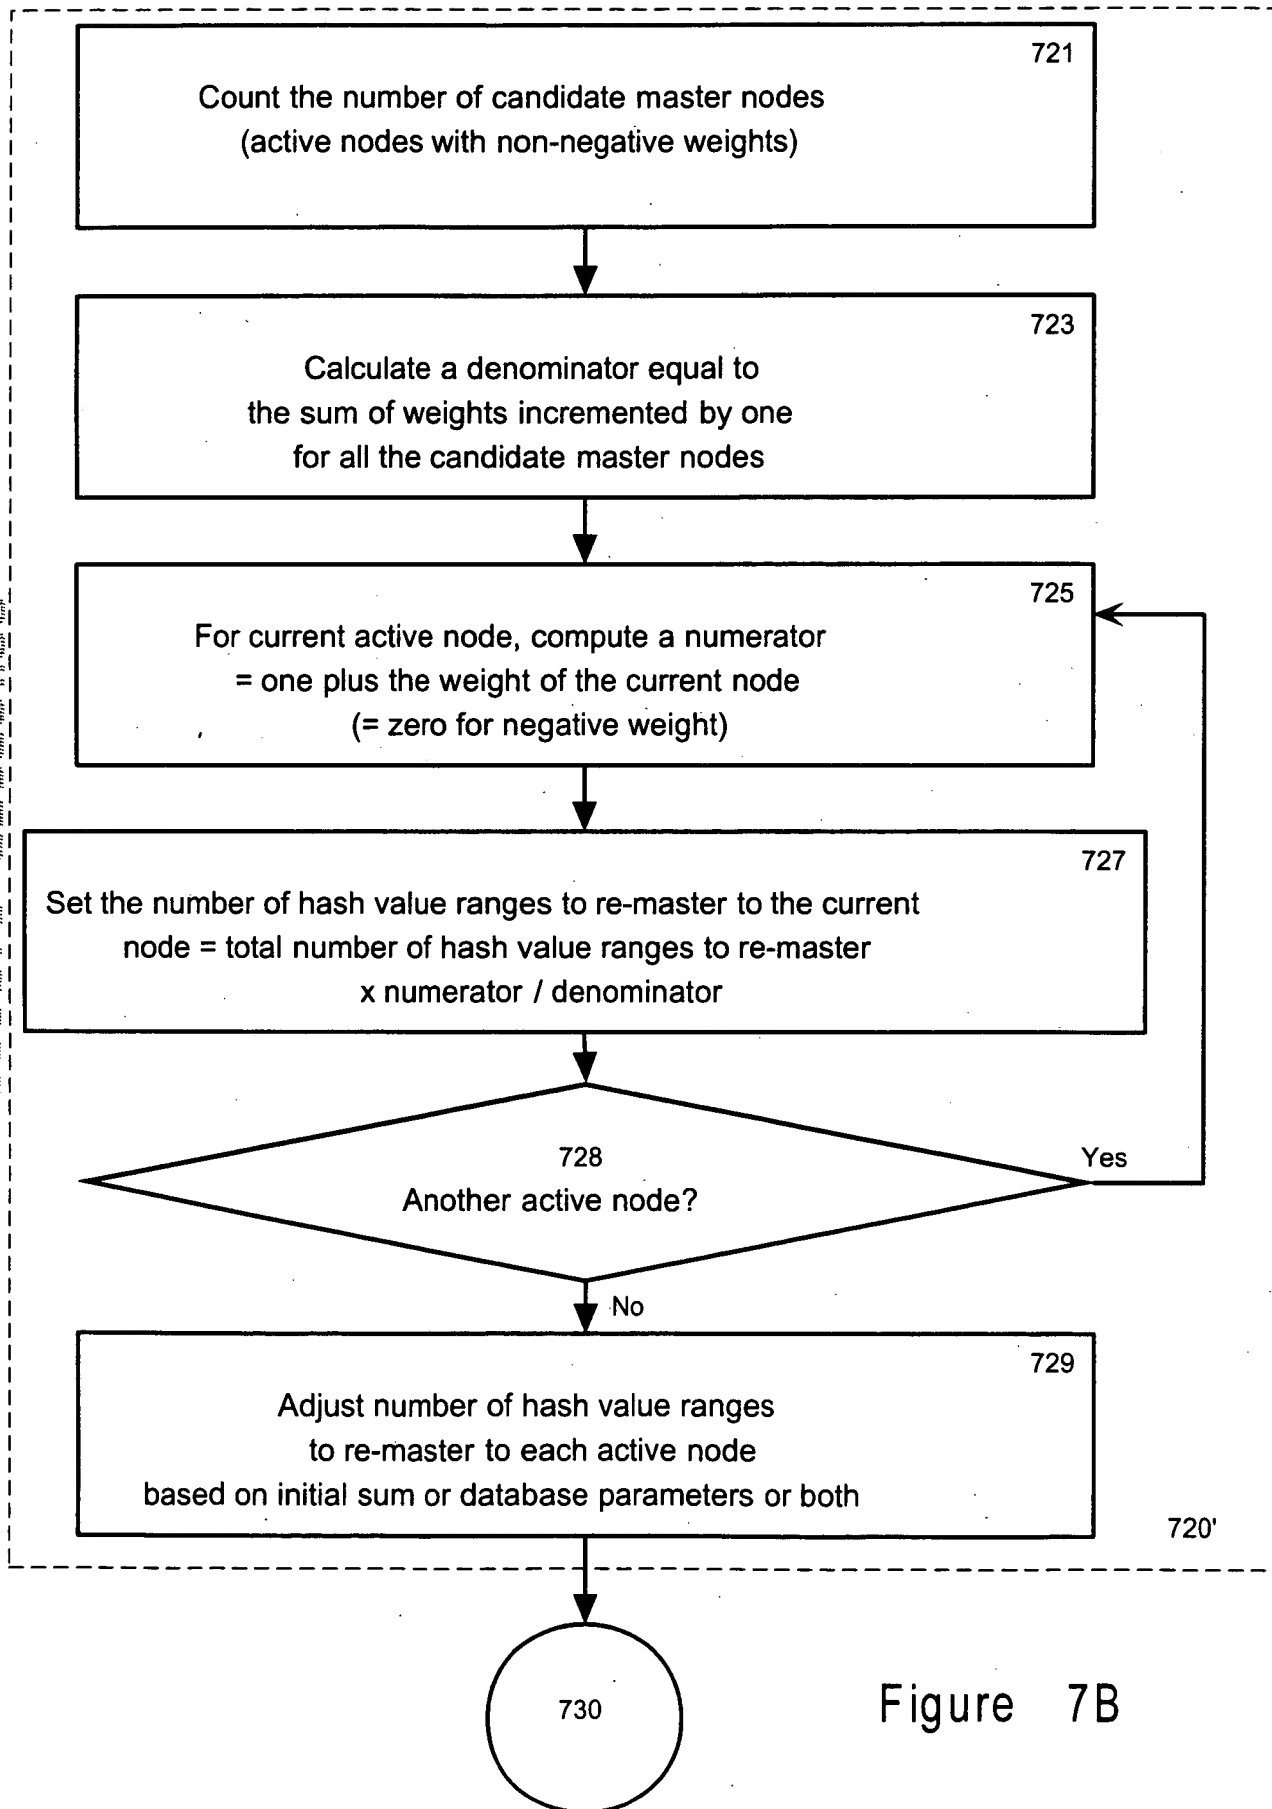 721
Count the number of candidate master nodes
(active nodes with non-negative weights)
723
Calculate a denominator equal to
the sum of weights incremented by one
for all the candidate master nodes
725
For current active node, compute a numerator
= one plus the weight of the current node
(= zero for negative weight)
727
Set the number of hash value ranges to re-master to the current
node = total number of hash value ranges to re-master
x numerator / denominator
728
Another active node?
Yes
No
729
Adjust number of hash value ranges
to re-master to each active node
based on initial sum or database parameters or both
720'
730
Figure 7B